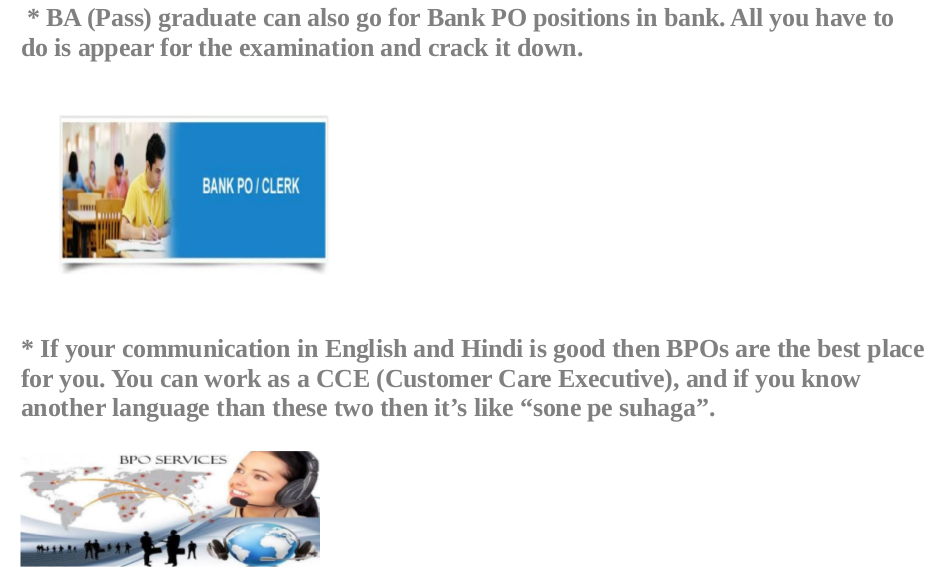 * BA (Pass) graduate can also go for Bank PO positions in bank. All you have to
do is appear for the examination and crack it down.
BANK PO / CLERK
* If your communication in English and Hindi is good then BPOs are the best place
for you. You can work as a CCE (Customer Care Executive), and if you know
another language than these two then it’s like “sone pe suhaga”.
BPO SERVICES